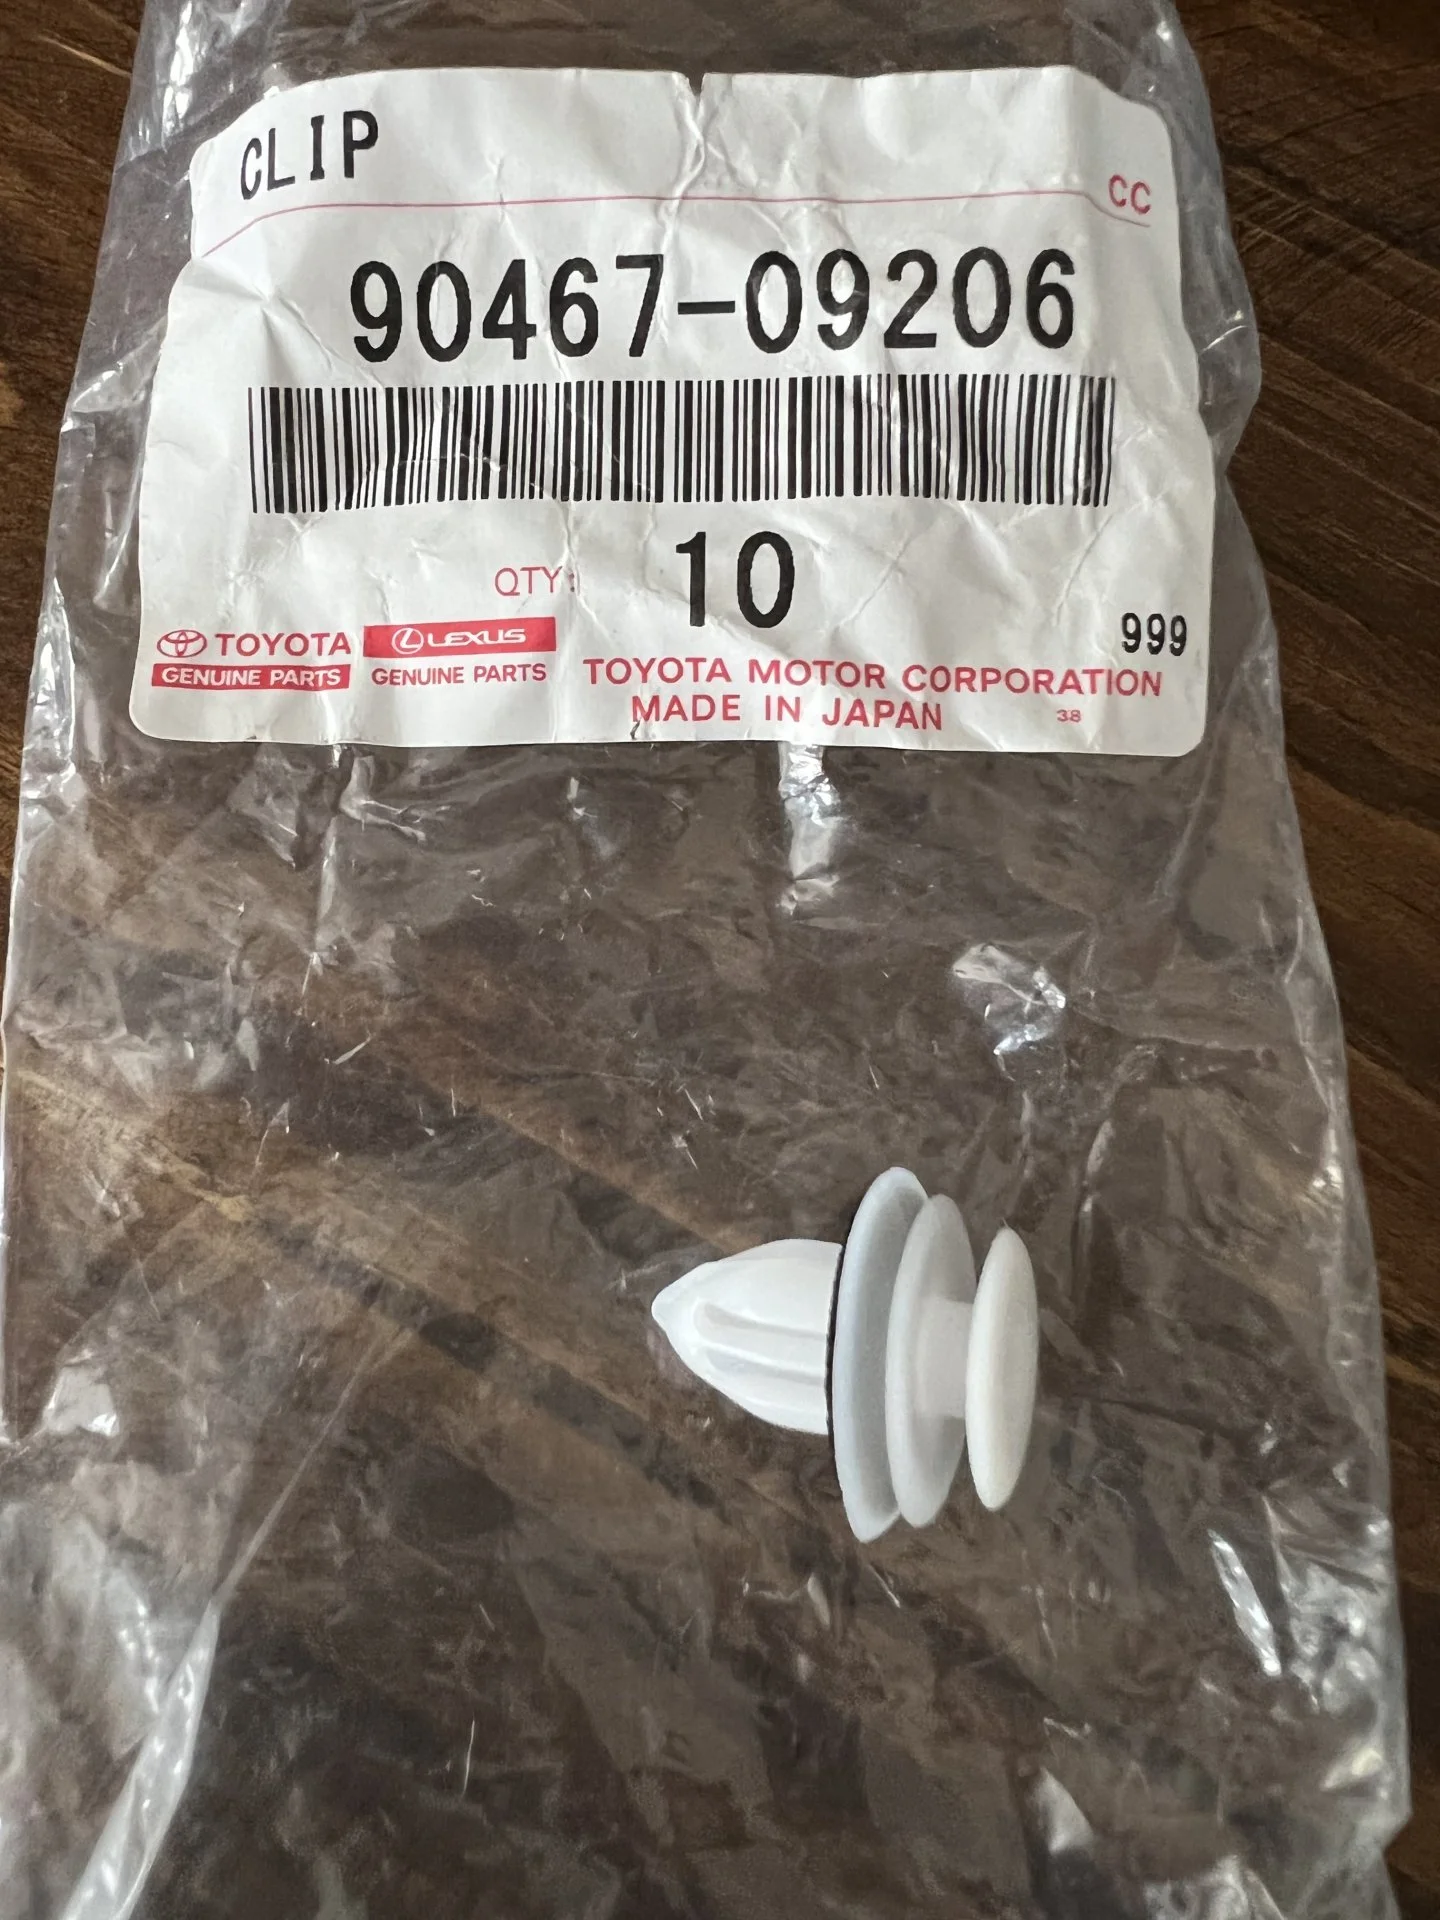 CLIP
CC
90467-09206
QTY: 10
999
TOYOTA
GENUINE PARTS
LEXUS
GENUINE PARTS
TOYOTA MOTOR CORPORATION
MADE IN JAPAN 38